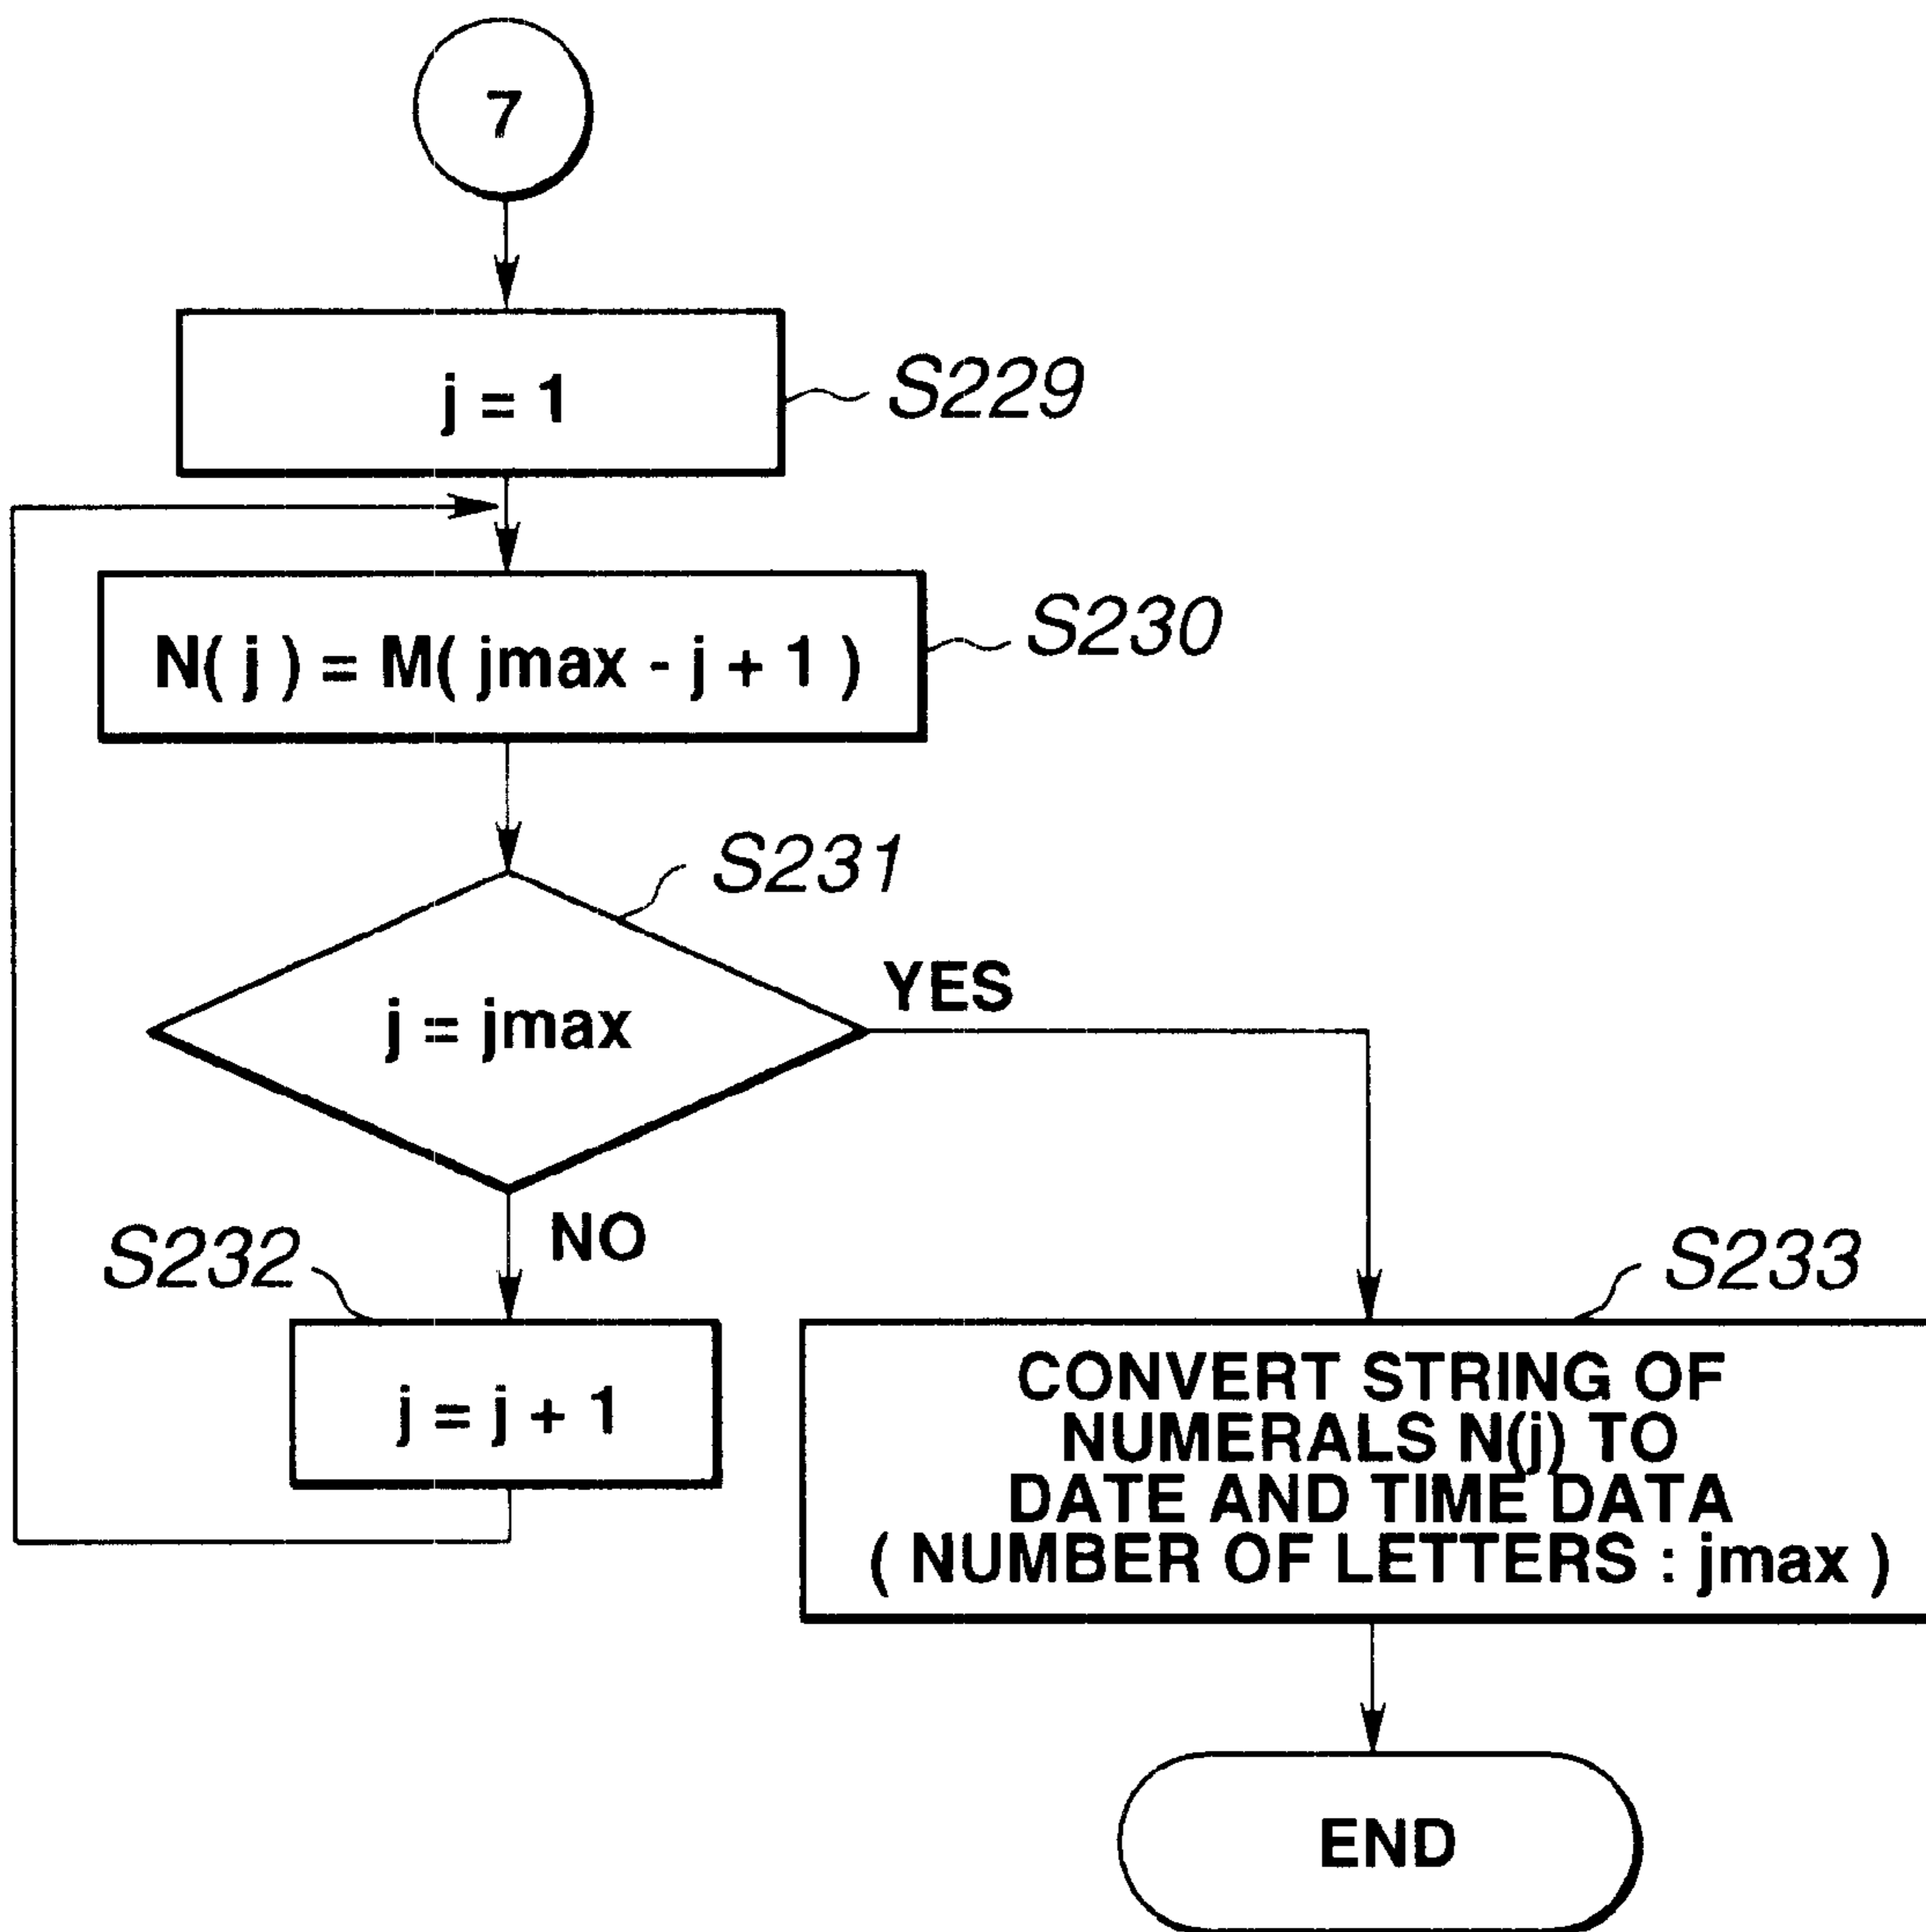 7
j = 1
S229
N( j ) = M( jmax - j + 1 )
S230
S231
j = jmax
YES
NO
S232
j = j + 1
S233
CONVERT STRING OF
NUMERALS N(j) TO
DATE AND TIME DATA
( NUMBER OF LETTERS : jmax )
END